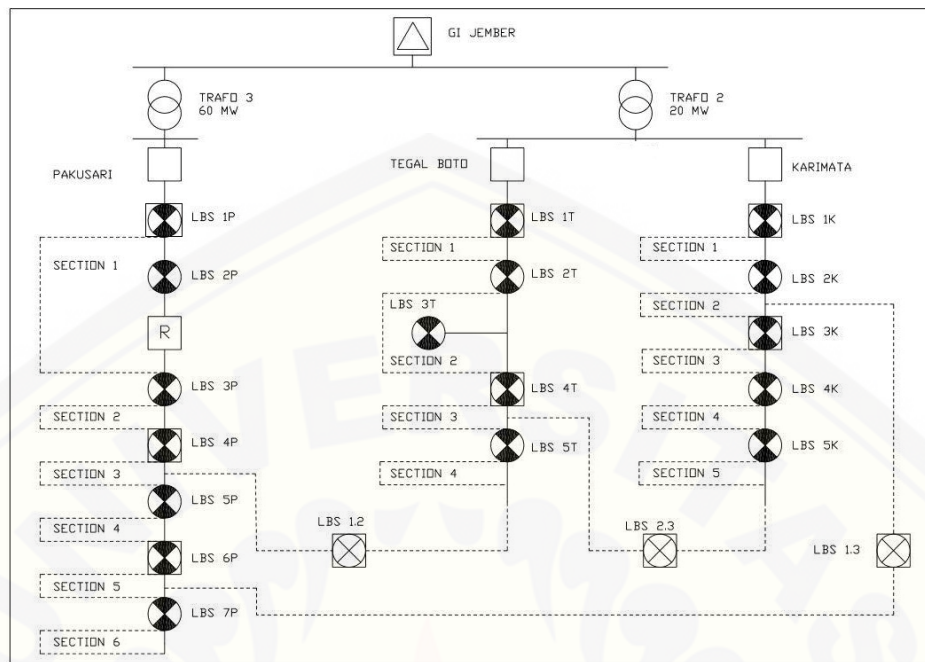 GI JEMBER
TRAFO 3
60 MW
TRAFO 2
20 MW
PAKUSARI
TEGAL BOTO
KARIMATA
LBS 1P
SECTION 1
LBS 2P
R
LBS 3P
SECTION 2
LBS 4P
SECTION 3
LBS 5P
SECTION 4
LBS 6P
SECTION 5
LBS 7P
SECTION 6
LBS 1T
SECTION 1
LBS 2T
LBS 3T
SECTION 2
LBS 4T
SECTION 3
LBS 5T
SECTION 4
LBS 1K
SECTION 1
LBS 2K
SECTION 2
LBS 3K
SECTION 3
LBS 4K
SECTION 4
LBS 5K
SECTION 5
LBS 1.2
LBS 2.3
LBS 1.3
UNIVERSITAS